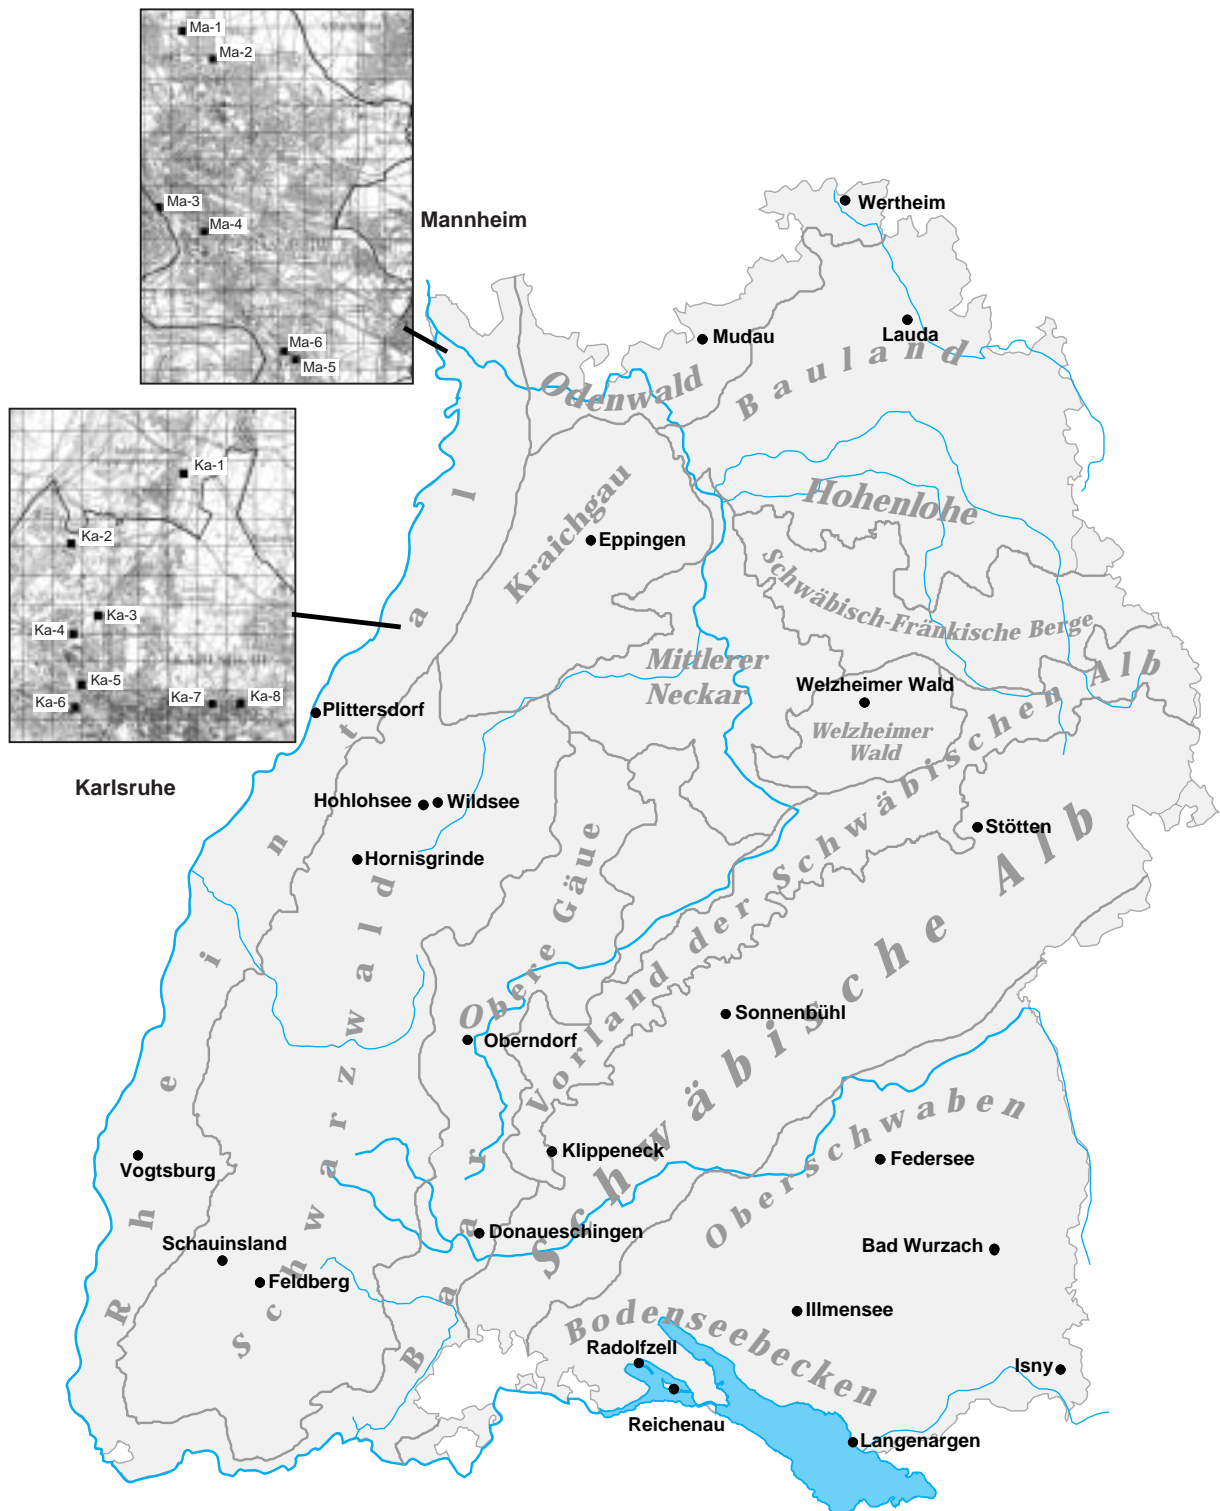 Ma-1
Ma-2
Ma-3
Ma-4
Ma-6
Ma-5
Mannheim
Wertheim
Mudau
Lauda
Odenwald
Bauland
Ka-1
Ka-2
Ka-3
Ka-4
Ka-5
Ka-6
Ka-7
Ka-8
Karlsruhe
Kraichgau
Eppingen
Hohenlohe
Schwäbisch-Fränkische Berge
Mittlerer
Neckar
Welzheimer Wald
Welzheimer
Wald
Plittersdorf
Hohlohsee
Wildsee
Hornisgrinde
Stötten
Rheintal
Schwarzwald
Obere Gäue
Vorland der Schwäbischen Alb
Schwäbische Alb
Sonnenbühl
Oberndorf
Baar
Klippeneck
Oberschwaben
Federsee
Vogtsburg
Donaueschingen
Schauinsland
Feldberg
Bad Wurzach
Illmensee
Bodenseebecken
Radolfzell
Isny
Reichenau
Langenargen